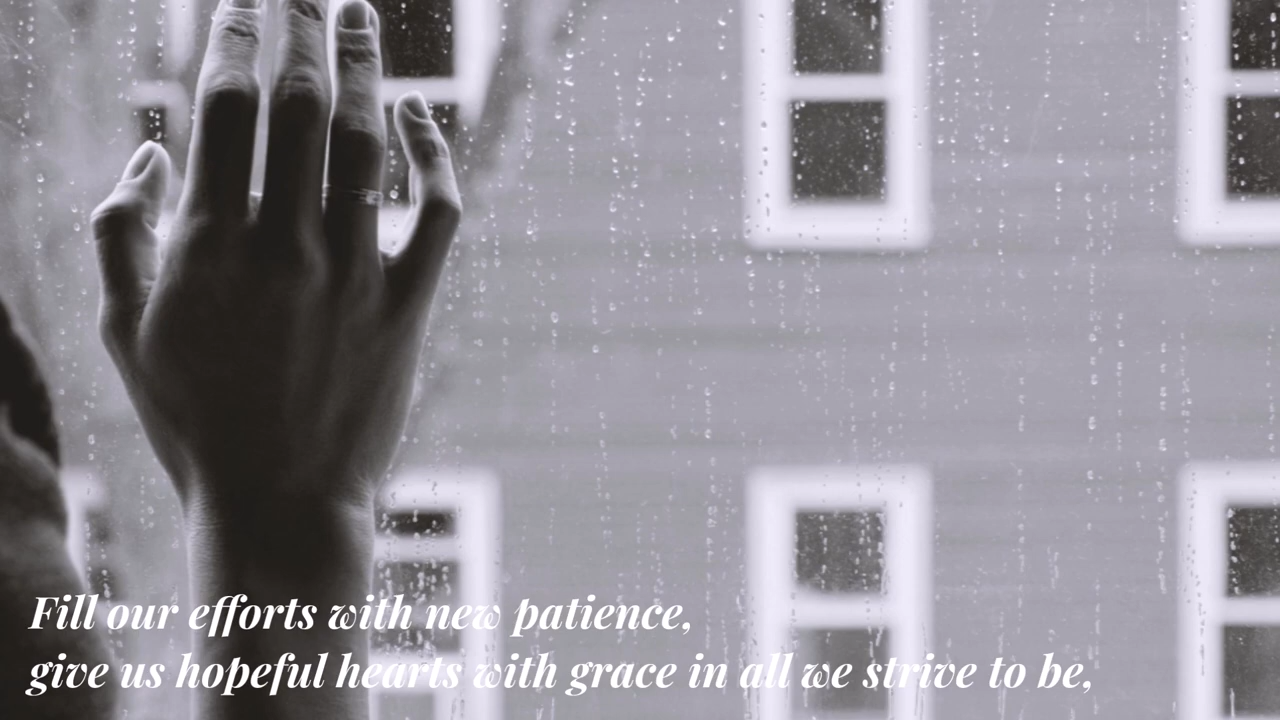 Fill our efforts with new patience,
give us hopeful hearts with grace in all we strive to be,